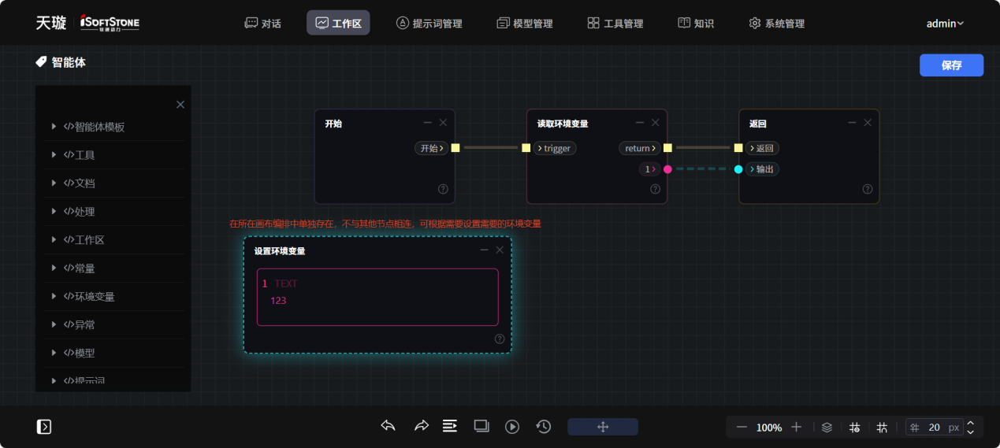 天璇 iSOFTSTONE 软通动力
对话 工作区 提示词管理 模型管理 工具管理 知识 系统管理 admin
智能体 保存
智能体模板
工具
文档
处理
工作区
常量
环境变量
异常
模型
提示词
开始
开始
读取环境变量
trigger return
1
返回
返回
输出
在所在画布编排中单独存在，不与其他节点相连，可根据需要设置需要的环境变量
设置环境变量
1 TEXT
123
100% 20 px